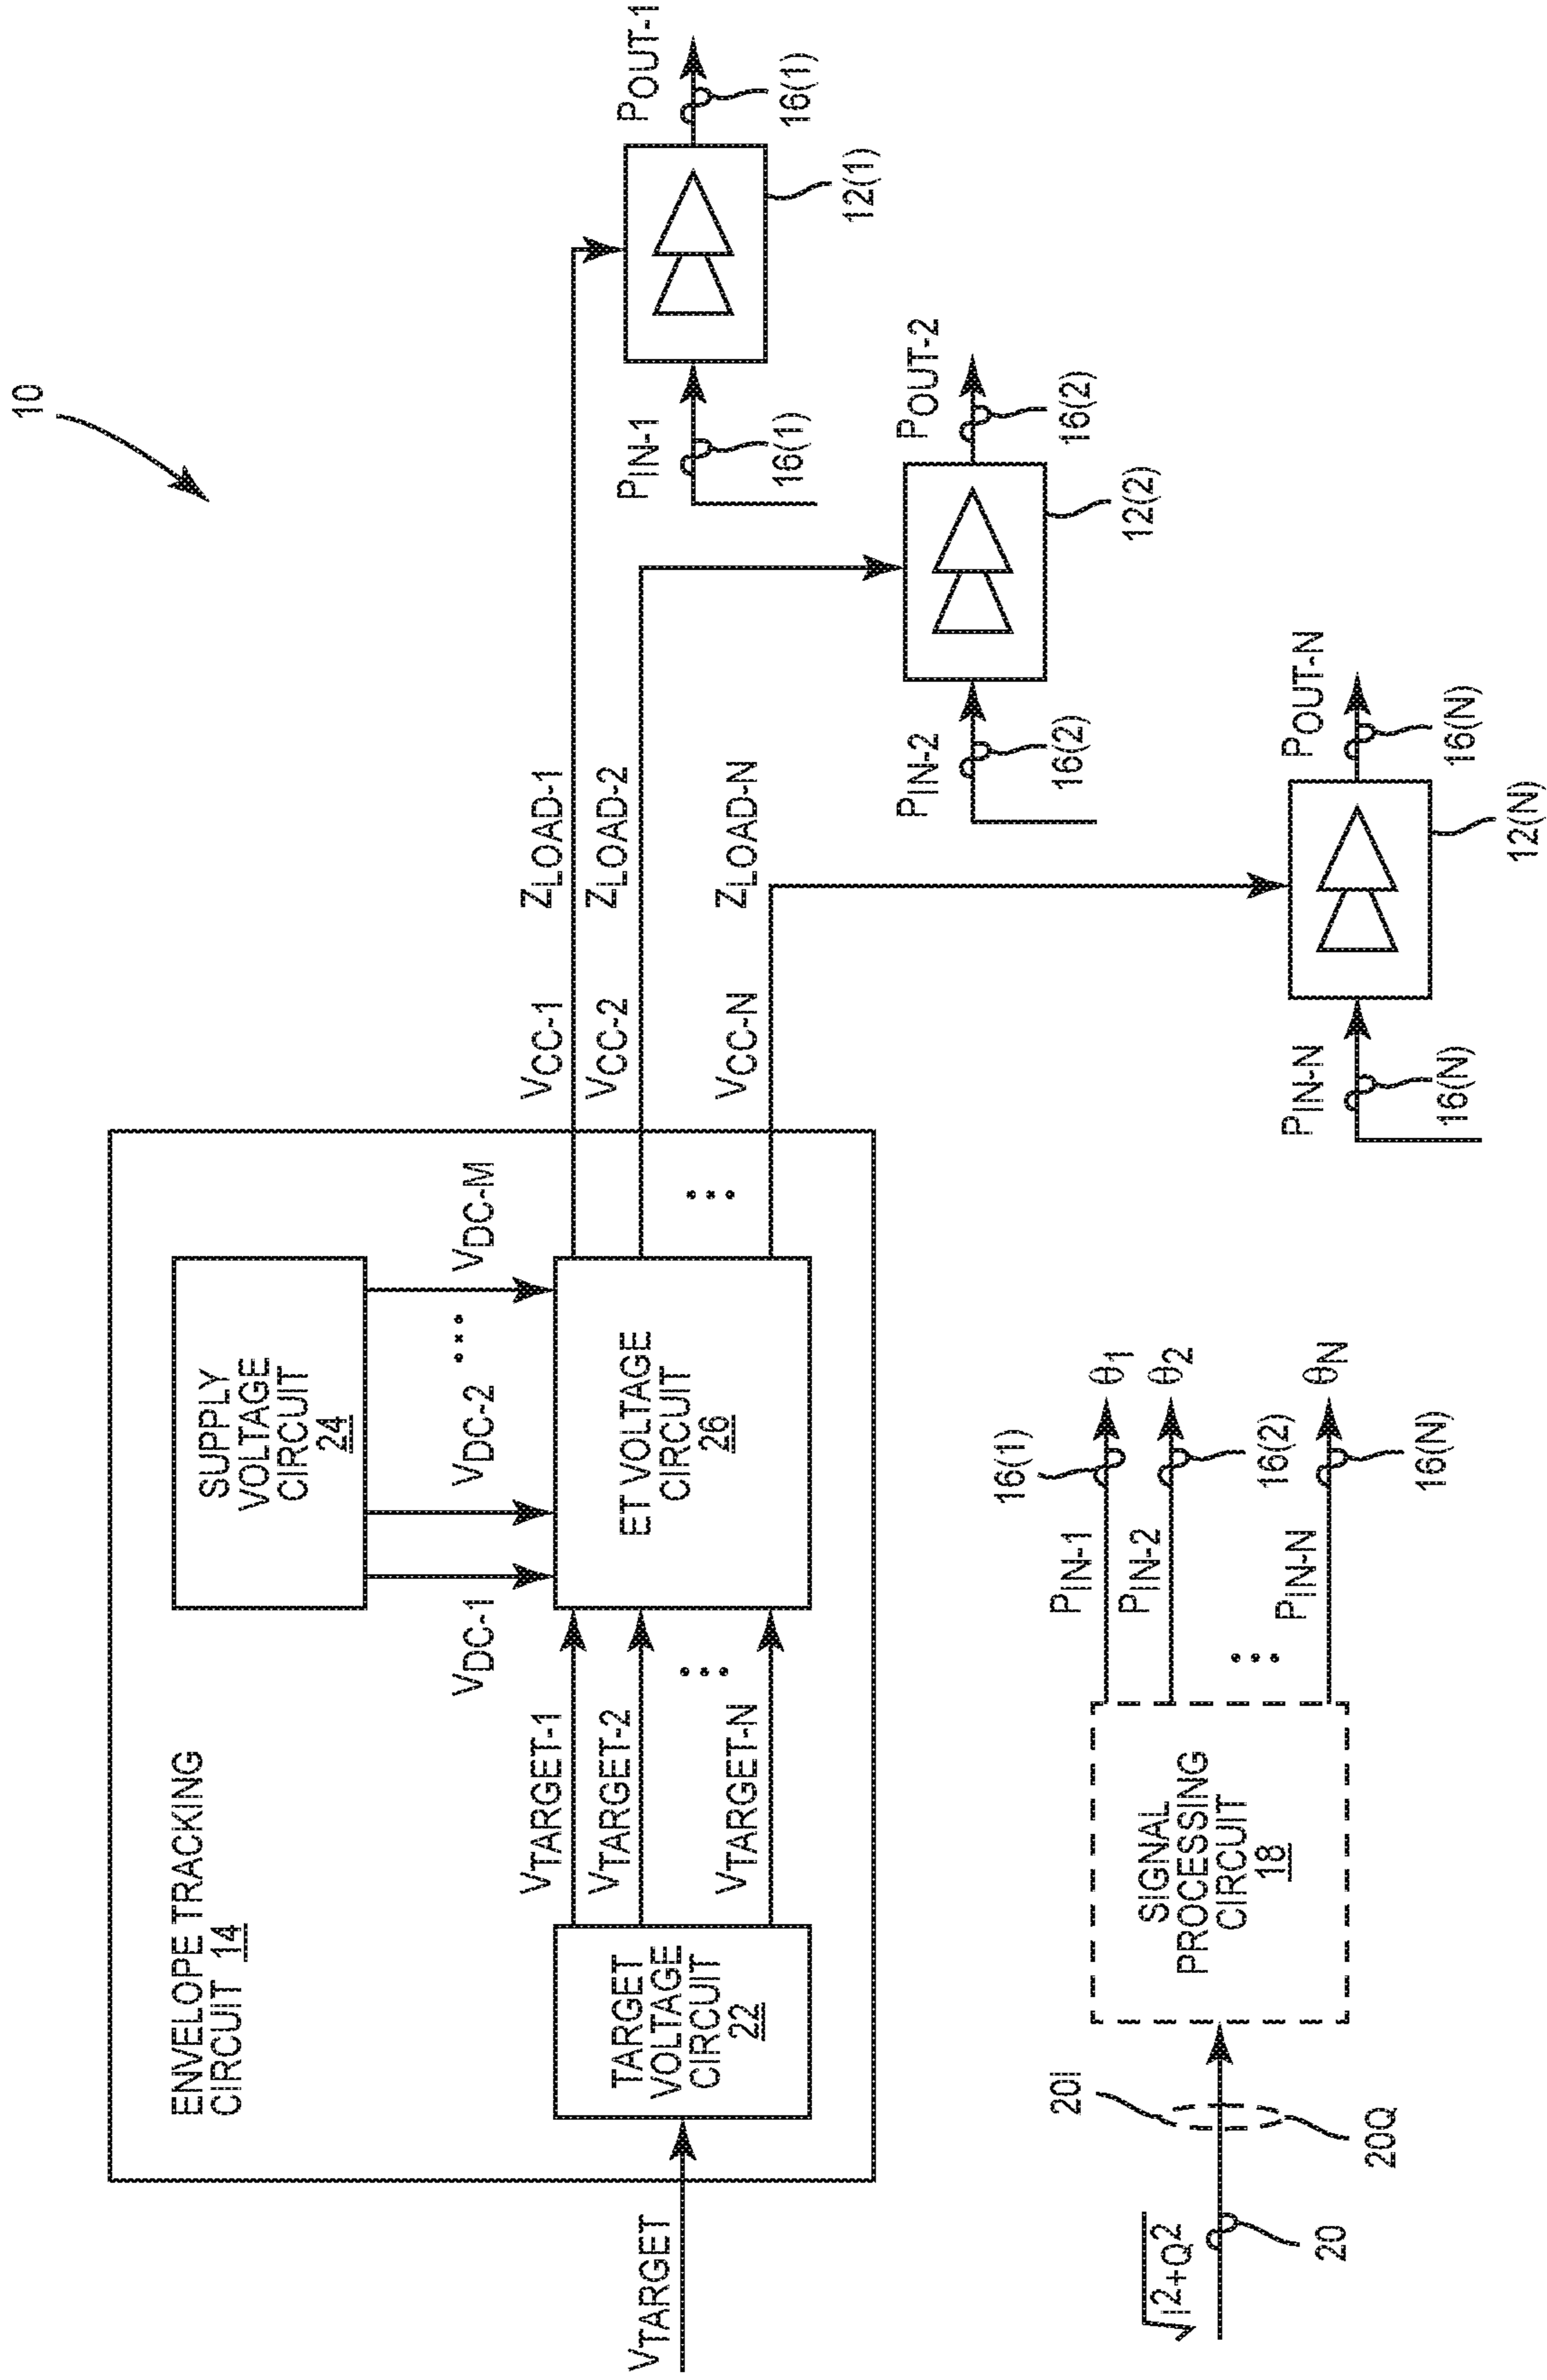 10
ENVELOPE TRACKING
CIRCUIT 14
SUPPLY
VOLTAGE
CIRCUIT
24
VDC-1
VDC-2
VDC-M
VTARGET
TARGET
VOLTAGE
CIRCUIT
22
VTARGET-1
VTARGET-2
VTARGET-N
ET VOLTAGE
CIRCUIT
26
VCC-1
ZLOAD-1
VCC-2
ZLOAD-2
VCC-N
ZLOAD-N
PIN-1
16(1)
POUT-1
16(1)
12(1)
PIN-2
16(2)
POUT-2
16(2)
12(2)
PIN-N
16(N)
POUT-N
16(N)
12(N)
√I²+Q²
20
20I
20Q
SIGNAL
PROCESSING
CIRCUIT
18
PIN-1
16(1)
θ1
PIN-2
16(2)
θ2
PIN-N
16(N)
θN